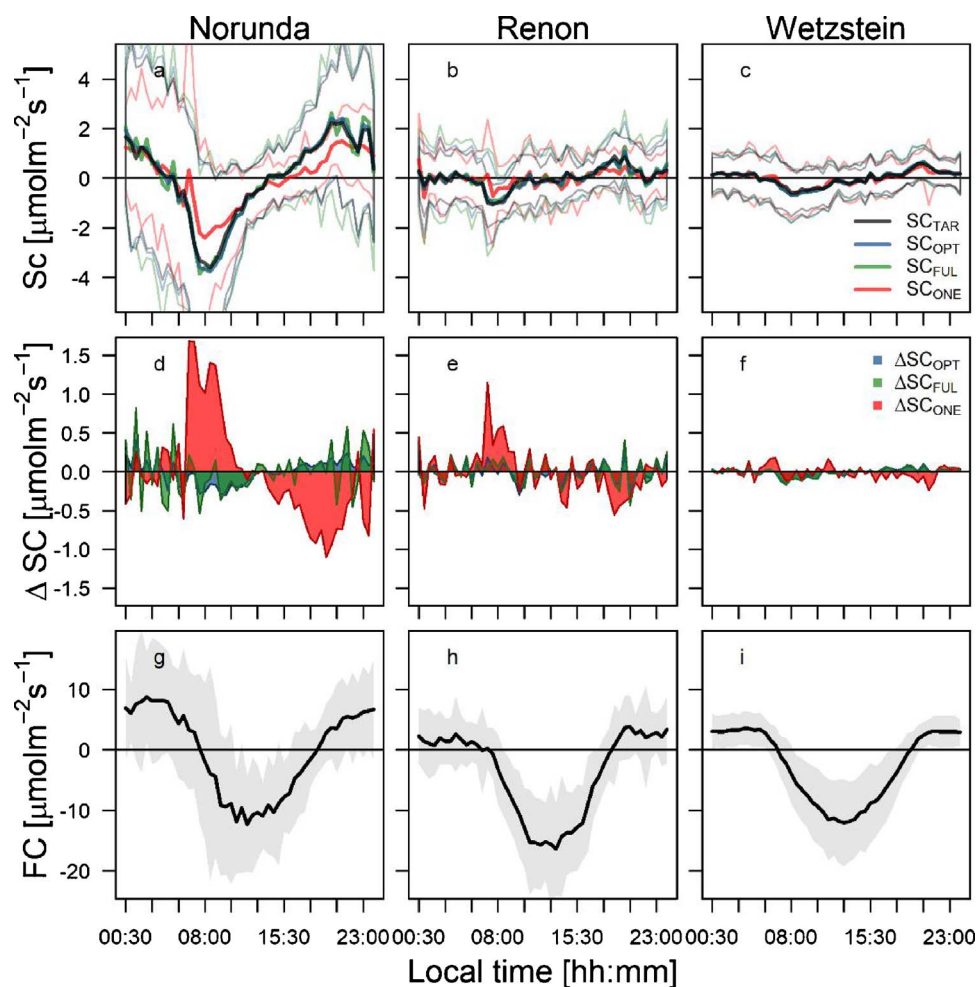 Norunda Renon Wetzstein
a b c
Sc [μmolm⁻²s⁻¹]
4
2
0
-2
-4
SC_TAR
SC_OPT
SC_FUL
SC_ONE
d e f
Δ SC [μmolm⁻²s⁻¹]
1.5
1.0
0.5
0.0
-0.5
-1.0
-1.5
ΔSC_OPT
ΔSC_FUL
ΔSC_ONE
g h i
FC [μmolm⁻²s⁻¹]
10
0
-10
-20
00:30 08:00 15:30 23:00 00:30 08:00 15:30 23:00 00:30 08:00 15:30 23:00
Local time [hh:mm]